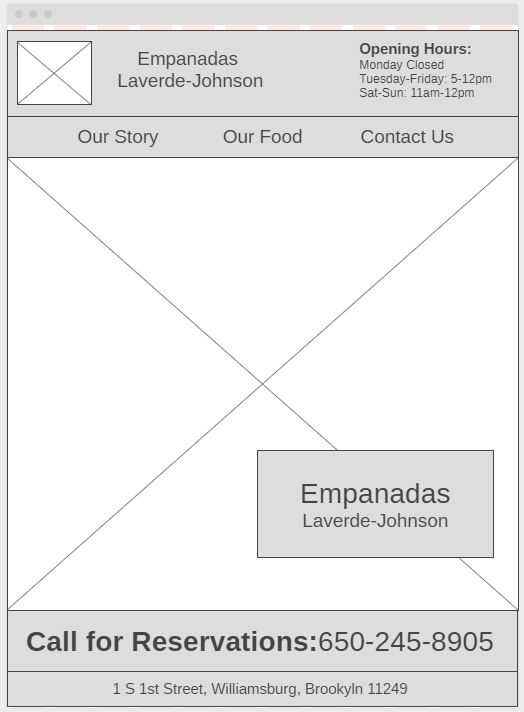 Empanadas
Laverde-Johnson
Opening Hours:
Monday Closed
Tuesday-Friday: 5-12pm
Sat-Sun: 11am-12pm
Our Story
Our Food
Contact Us
Empanadas
Laverde-Johnson
Call for Reservations:650-245-8905
1 S 1st Street, Williamsburg, Brookyln 11249